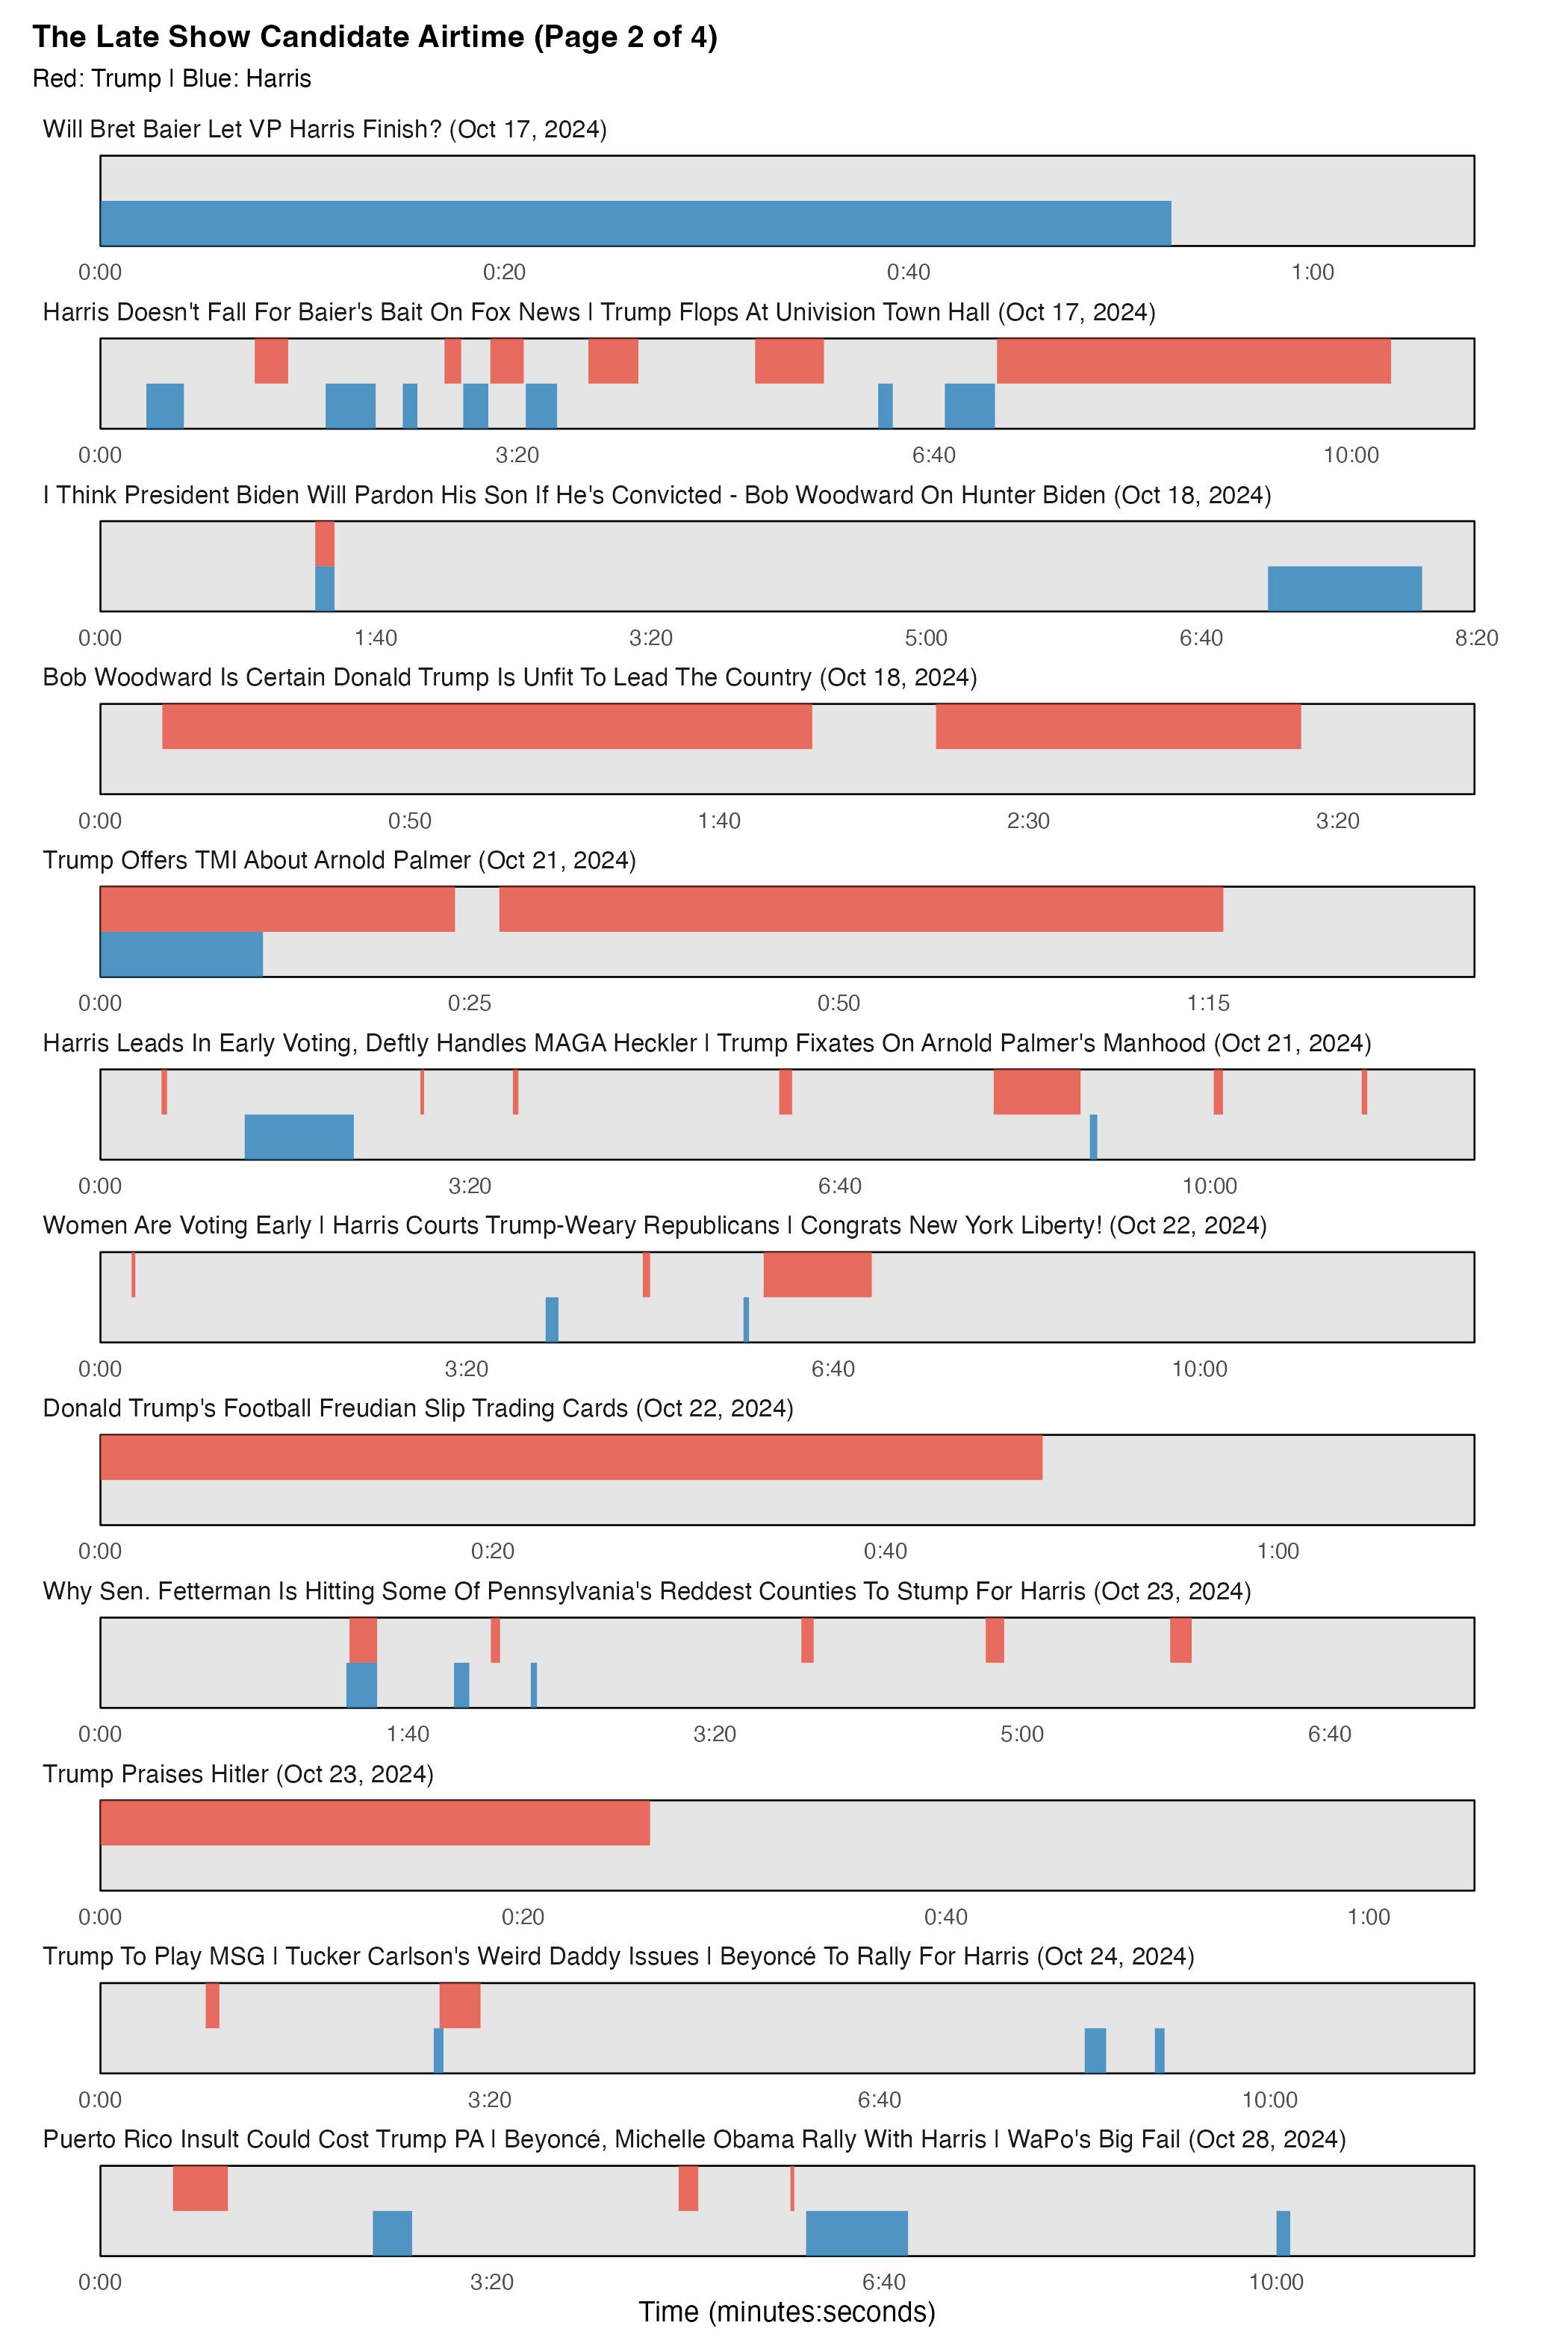 The Late Show Candidate Airtime (Page 2 of 4)
Red: Trump | Blue: Harris
Will Bret Baier Let VP Harris Finish? (Oct 17, 2024)
0:00 0:20 0:40 1:00
Harris Doesn't Fall For Baier's Bait On Fox News | Trump Flops At Univision Town Hall (Oct 17, 2024)
0:00 3:20 6:40 10:00
I Think President Biden Will Pardon His Son If He's Convicted - Bob Woodward On Hunter Biden (Oct 18, 2024)
0:00 1:40 3:20 5:00 6:40 8:20
Bob Woodward Is Certain Donald Trump Is Unfit To Lead The Country (Oct 18, 2024)
0:00 0:50 1:40 2:30 3:20
Trump Offers TMI About Arnold Palmer (Oct 21, 2024)
0:00 0:25 0:50 1:15
Harris Leads In Early Voting, Deftly Handles MAGA Heckler | Trump Fixates On Arnold Palmer's Manhood (Oct 21, 2024)
0:00 3:20 6:40 10:00
Women Are Voting Early | Harris Courts Trump-Weary Republicans | Congrats New York Liberty! (Oct 22, 2024)
0:00 3:20 6:40 10:00
Donald Trump's Football Freudian Slip Trading Cards (Oct 22, 2024)
0:00 0:20 0:40 1:00
Why Sen. Fetterman Is Hitting Some Of Pennsylvania's Reddest Counties To Stump For Harris (Oct 23, 2024)
0:00 1:40 3:20 5:00 6:40
Trump Praises Hitler (Oct 23, 2024)
0:00 0:20 0:40 1:00
Trump To Play MSG | Tucker Carlson's Weird Daddy Issues | Beyoncé To Rally For Harris (Oct 24, 2024)
0:00 3:20 6:40 10:00
Puerto Rico Insult Could Cost Trump PA | Beyoncé, Michelle Obama Rally With Harris | WaPo's Big Fail (Oct 28, 2024)
0:00 3:20 6:40 10:00
Time (minutes:seconds)